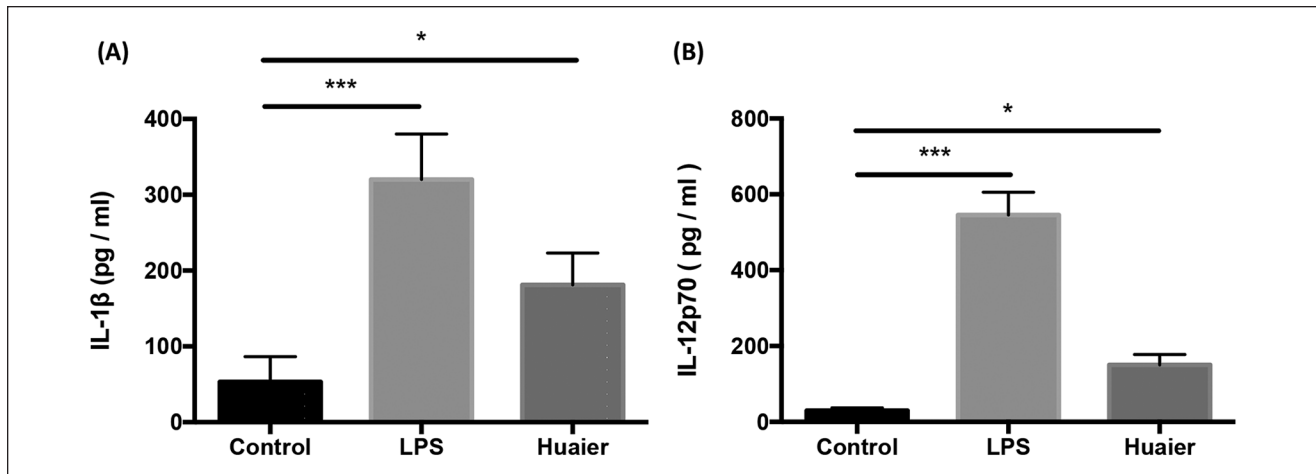 (A)
*
***
400
300
200
100
0
IL-1β (pg / ml)
Control
LPS
Huaier
(B)
*
***
800
600
400
200
0
IL-12p70 ( pg / ml)
Control
LPS
Huaier